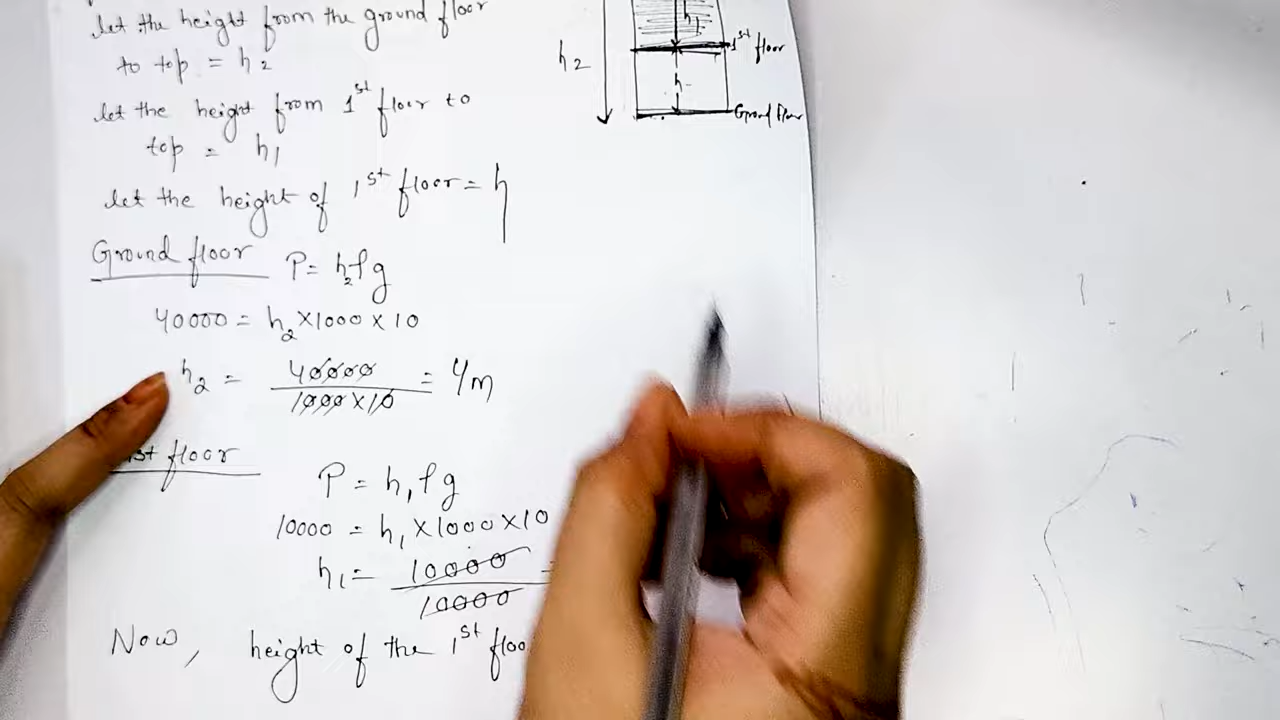 let the height from the ground floor
to top = h2
let the height from 1st floor to
top = h1
let the height of 1st floor = h
Ground floor P = h2ρg
40000 = h2 × 1000 × 10
h2 = 40000 / 1000 × 10 = 4m
1st floor
P = h1ρg
10000 = h1 × 1000 × 10
h1 = 10000 / 10000 =
Now, height of the 1st floo
h1
1st floor
h2
h
Ground floor